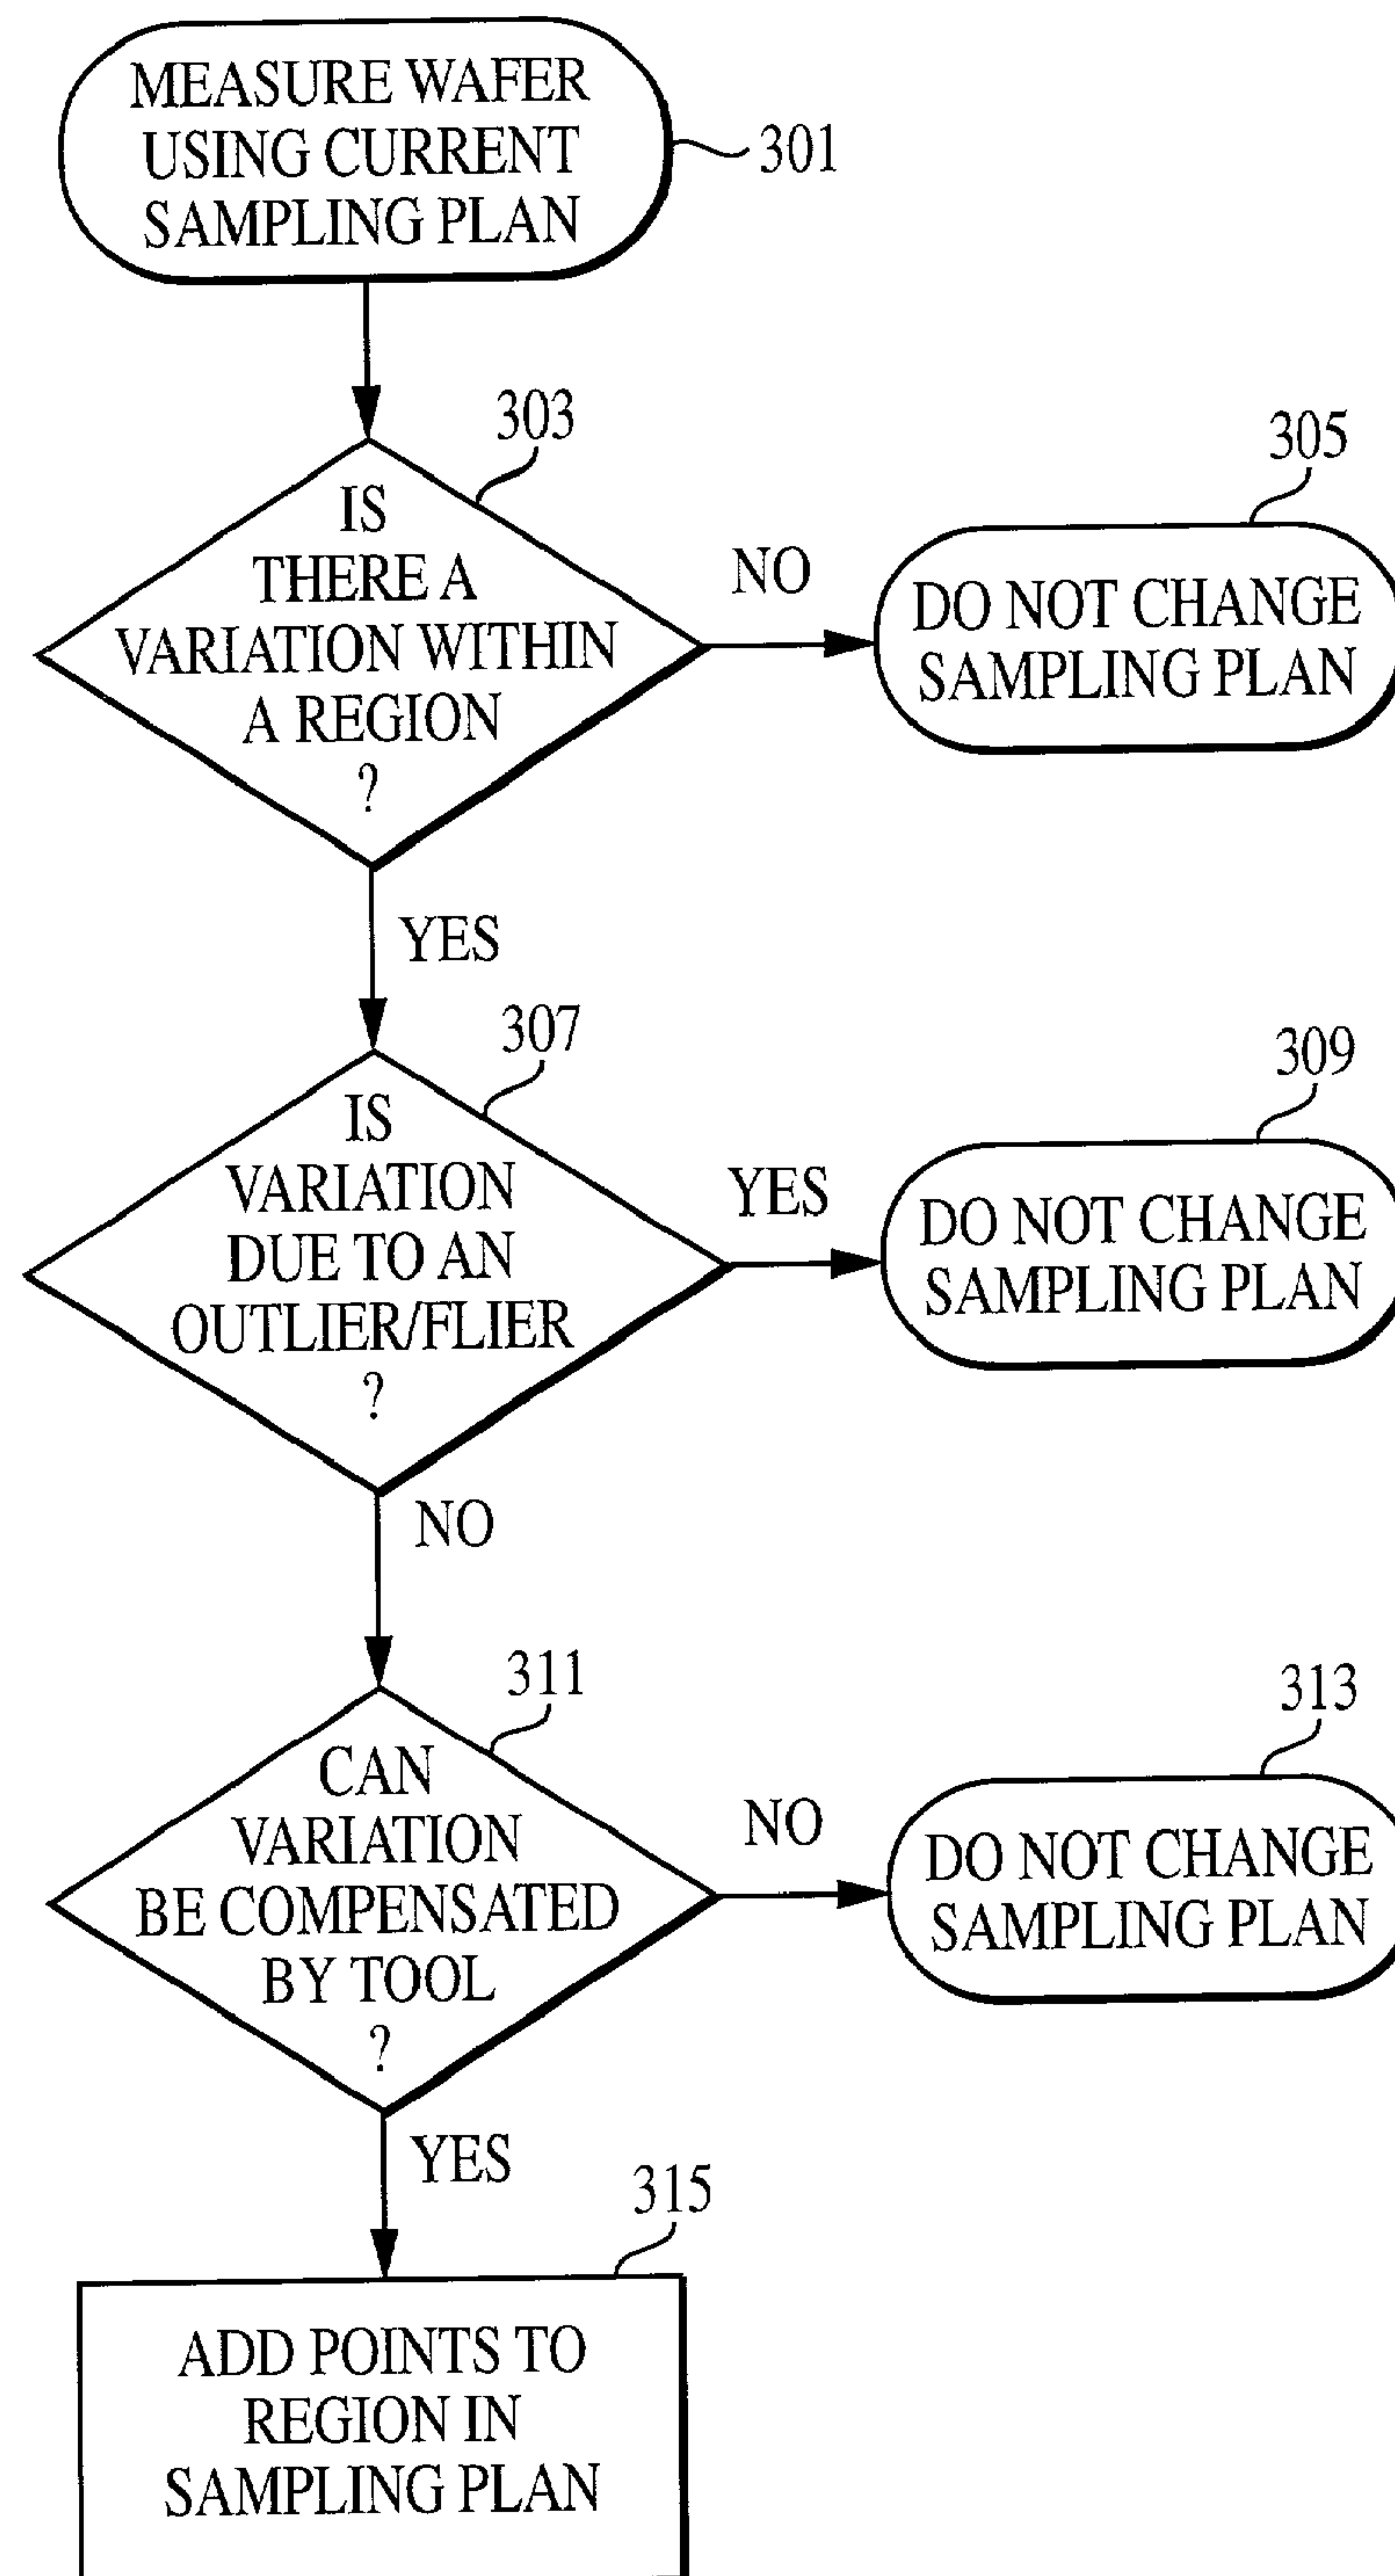 MEASURE WAFER
USING CURRENT
SAMPLING PLAN
301
303
IS
THERE A
VARIATION WITHIN
A REGION
?
NO
305
DO NOT CHANGE
SAMPLING PLAN
YES
307
IS
VARIATION
DUE TO AN
OUTLIER/FLIER
?
YES
309
DO NOT CHANGE
SAMPLING PLAN
NO
311
CAN
VARIATION
BE COMPENSATED
BY TOOL
?
NO
313
DO NOT CHANGE
SAMPLING PLAN
YES
315
ADD POINTS TO
REGION IN
SAMPLING PLAN